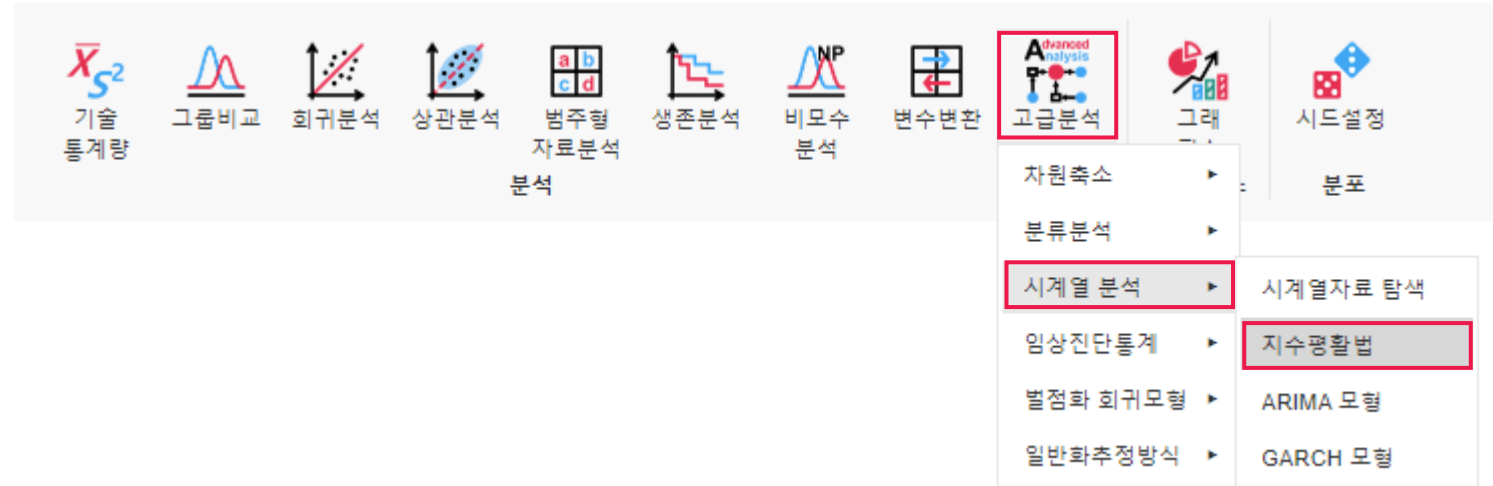 X S2
NP
Advanced
Analysis
a b
c d
기술
통계량
그룹비교
회귀분석
상관분석
범주형
자료분석
생존분석
비모수
분석
변수변환
고급분석
그래
시드설정
분석
분포
차원축소
분류분석
시계열 분석
임상진단통계
벌점화 회귀모형
일반화추정방식
시계열자료 탐색
지수평활법
ARIMA 모형
GARCH 모형